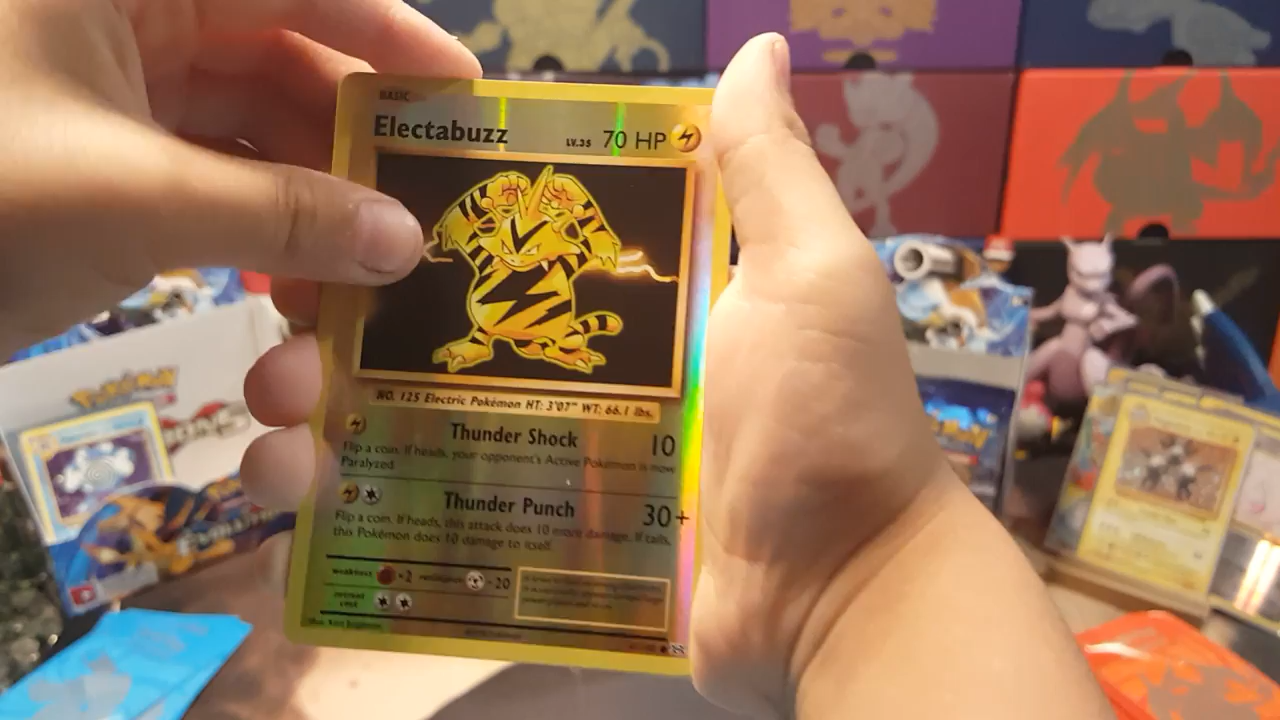 BASIC
Electabuzz LV.35 70 HP
NO. 125 Electric Pokémon HT: 3'07" WT: 66.1 lbs.
Thunder Shock 10
Flip a coin. If heads, your opponent's Active Pokémon is now
Paralyzed.
Thunder Punch 30+
Flip a coin. If heads, this attack does 10 more damage. If tails,
this Pokémon does 10 damage to itself.
weakness ×2 resistance -20
retreat
cost
POKÉMON